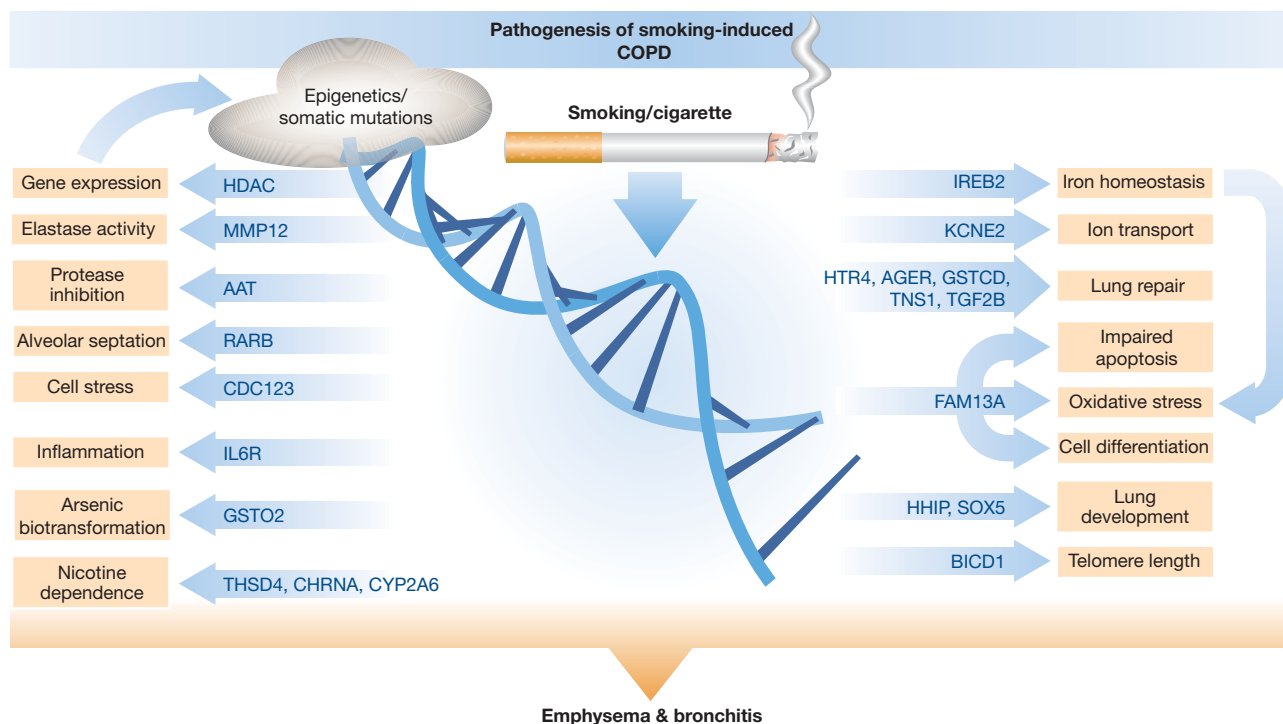 Pathogenesis of smoking-induced
COPD
Epigenetics/
somatic mutations
Smoking/cigarette
Gene expression
HDAC
Elastase activity
MMP12
Protease
inhibition
AAT
Alveolar septation
RARB
Cell stress
CDC123
Inflammation
IL6R
Arsenic
biotransformation
GSTO2
Nicotine
dependence
THSD4, CHRNA, CYP2A6
IREB2
Iron homeostasis
KCNE2
Ion transport
HTR4, AGER, GSTCD,
TNS1, TGF2B
Lung repair
Impaired
apoptosis
FAM13A
Oxidative stress
Cell differentiation
HHIP, SOX5
Lung
development
BICD1
Telomere length
Emphysema & bronchitis